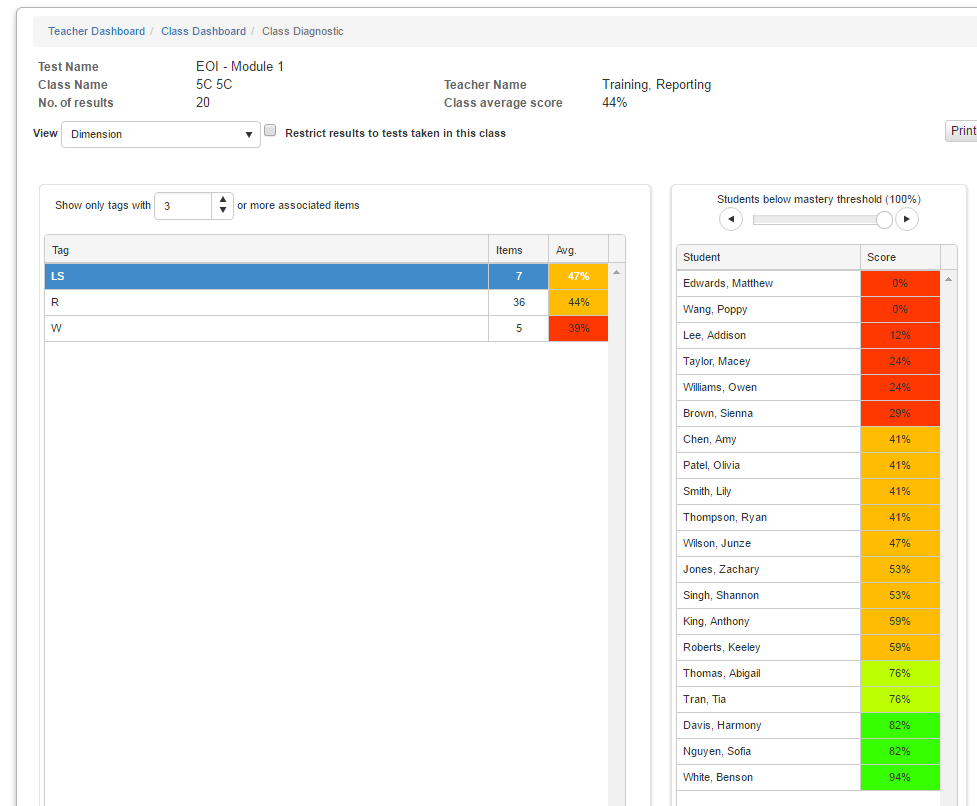 Teacher Dashboard / Class Dashboard / Class Diagnostic
Test Name EOI - Module 1
Class Name 5C 5C Teacher Name Training, Reporting
No. of results 20 Class average score 44%
View Dimension Restrict results to tests taken in this class Print
Show only tags with 3 or more associated items
Tag Items Avg.
LS 7 47%
R 36 44%
W 5 39%
Students below mastery threshold (100%)
Student Score
Edwards, Matthew 0%
Wang, Poppy 0%
Lee, Addison 12%
Taylor, Macey 24%
Williams, Owen 24%
Brown, Sienna 29%
Chen, Amy 41%
Patel, Olivia 41%
Smith, Lily 41%
Thompson, Ryan 41%
Wilson, Junze 47%
Jones, Zachary 53%
Singh, Shannon 53%
King, Anthony 59%
Roberts, Keeley 59%
Thomas, Abigail 76%
Tran, Tia 76%
Davis, Harmony 82%
Nguyen, Sofia 82%
White, Benson 94%